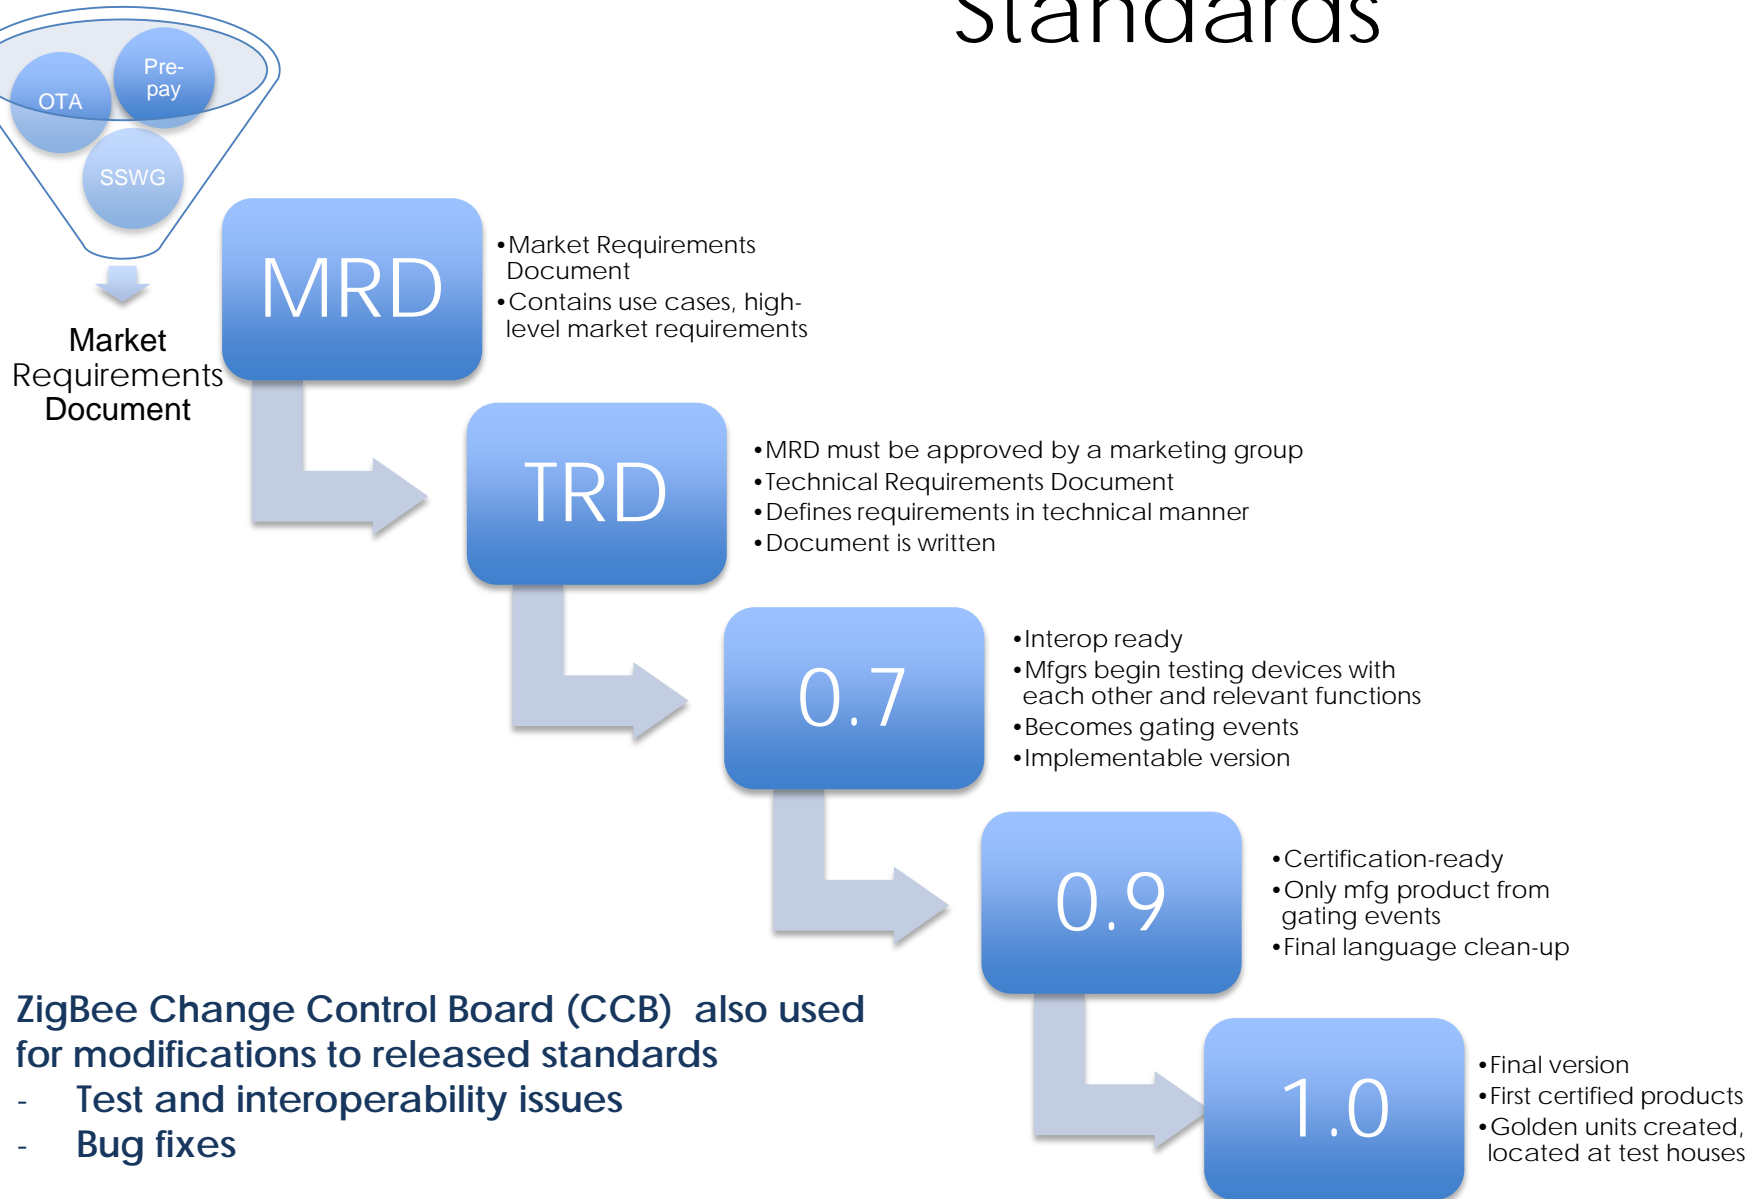 Standards
Pre-
pay
OTA
SSWG
Market
Requirements
Document
MRD
•Market Requirements
Document
•Contains use cases, high-
level market requirements
TRD
•MRD must be approved by a marketing group
•Technical Requirements Document
•Defines requirements in technical manner
•Document is written
0.7
•Interop ready
•Mfgrs begin testing devices with
each other and relevant functions
•Becomes gating events
•Implementable version
0.9
•Certification-ready
•Only mfg product from
gating events
•Final language clean-up
1.0
•Final version
•First certified products
•Golden units created,
located at test houses
ZigBee Change Control Board (CCB) also used
for modifications to released standards
- Test and interoperability issues
- Bug fixes